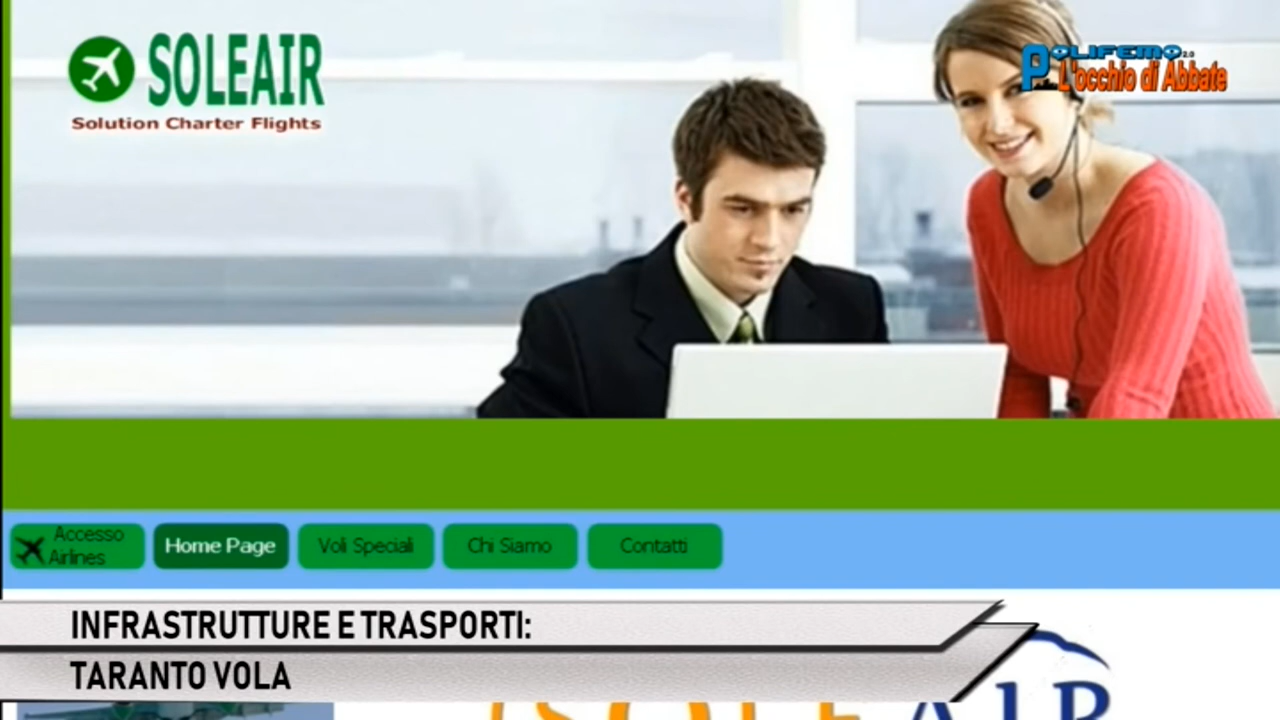 SOLEAIR
Solution Charter Flights
POLIFEMO 2.0
L'occhio di Abbate
Accesso
Airlines
Home Page
Voli Speciali
Chi Siamo
Contatti
INFRASTRUTTURE E TRASPORTI:
TARANTO VOLA
SOLEAIR